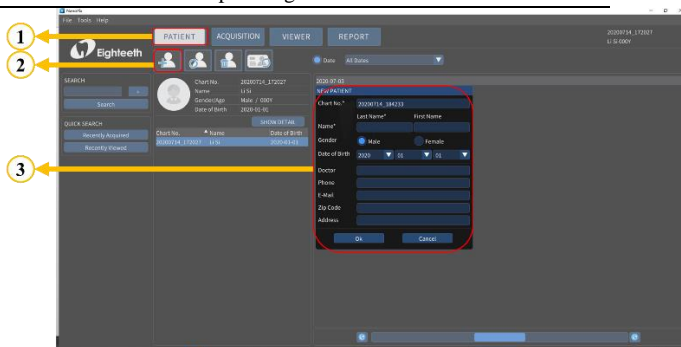 File Tools Help
1
PATIENT ACQUISITION VIEWER REPORT
20200714_172027
Li Si 000Y
Eighteeth
2
Date All Dates
SEARCH
Chart No. 20200714_172027
2020-07-03
Name Li Si
NEW PATIENT
Gender/Age Male / 000Y
Search
Date of Birth 2020-01-01
Chart No.* 20200714_184233
Last Name* First Name
QUICK SEARCH
SHOW DETAIL
Name*
Recently Acquired
Chart No. Name Date of Birth
20200714_172027 Li Si 2020-01-01
Gender Male Female
Recently Viewed
Date of Birth 2020 01 01
3
Doctor
Phone
E-Mail
Zip Code
Address
Ok Cancel